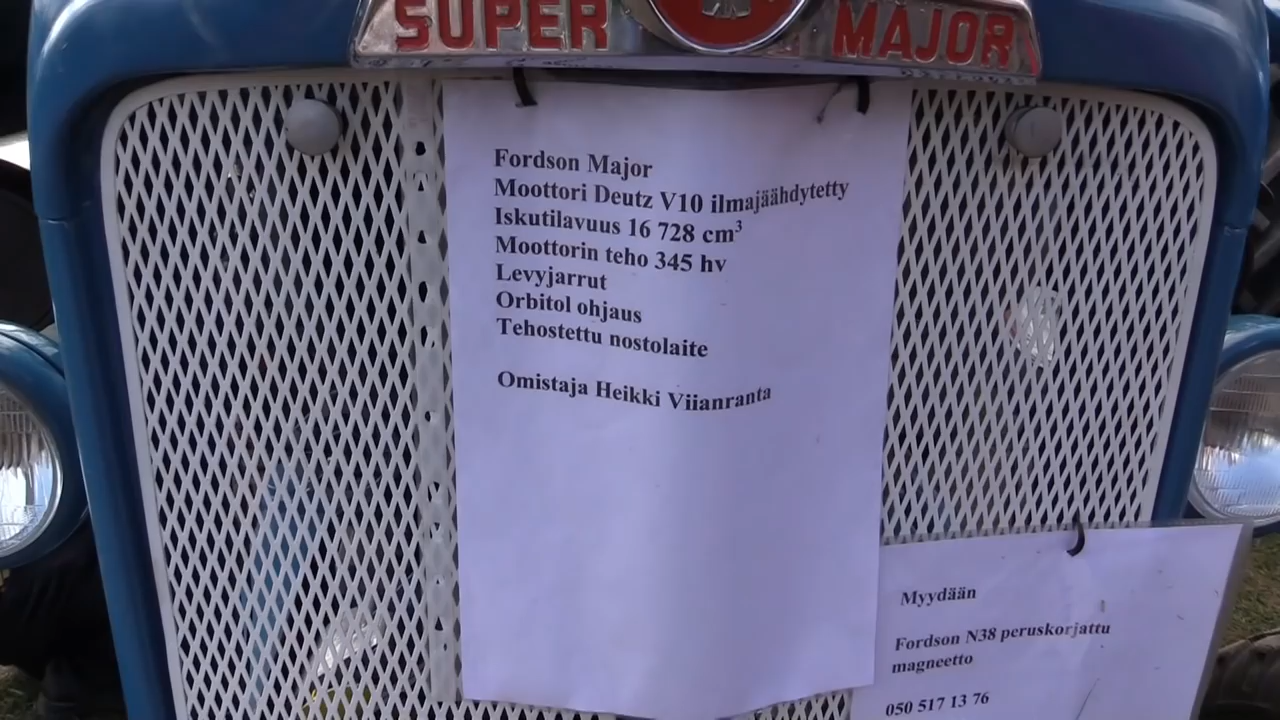 SUPER MAJOR
Fordson Major
Moottori Deutz V10 ilmajäähdytetty
Iskutilavuus 16 728 cm³
Moottorin teho 345 hv
Levyjarrut
Orbitol ohjaus
Tehostettu nostolaite
Omistaja Heikki Viianranta
Myydään
Fordson N38 peruskorjattu
magneetto
050 517 13 76